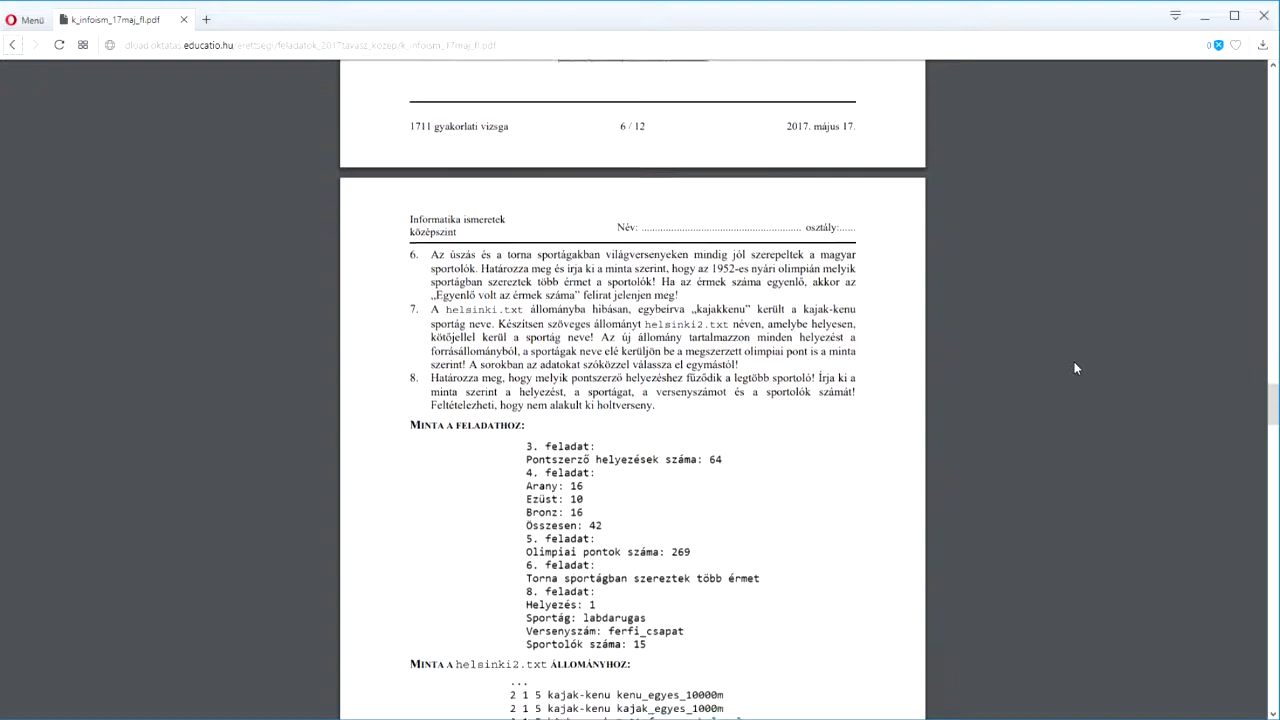 Menü
k_infoism_17maj_fl.pdf
dload.oktatas.educatio.hu/erettsegi/feladatok_2017tavasz_kozep/k_infoism_17maj_fl.pdf
0
1711 gyakorlati vizsga 6 / 12 2017. május 17.
Informatika ismeretek
középszint
Név: ........................................................... osztály:......
6. Az úszás és a torna sportágakban világversenyeken mindig jól szerepeltek a magyar
sportolók. Határozza meg és írja ki a minta szerint, hogy az 1952-es nyári olimpián melyik
sportágban szereztek több érmet a sportolók! Ha az érmek száma egyenlő, akkor az
„Egyenlő volt az érmek száma” felirat jelenjen meg!
7. A helsinki.txt állományba hibásan, egybeírva „kajakkenu” került a kajak-kenu
sportág neve. Készítsen szöveges állományt helsinki2.txt néven, amelybe helyesen,
kötőjellel kerül a sportág neve! Az új állomány tartalmazzon minden helyezést a
forrásállományból, a sportágak neve elé kerüljön be a megszerzett olimpiai pont is a minta
szerint! A sorokban az adatokat szóközzel válassza el egymástól!
8. Határozza meg, hogy melyik pontszerző helyezéshez fűződik a legtöbb sportoló! Írja ki a
minta szerint a helyezést, a sportágat, a versenyszámot és a sportolók számát!
Feltételezheti, hogy nem alakult ki holtverseny.
MINTA A FELADATHOZ:
3. feladat:
Pontszerző helyezések száma: 64
4. feladat:
Arany: 16
Ezüst: 10
Bronz: 16
Összesen: 42
5. feladat:
Olimpiai pontok száma: 269
6. feladat:
Torna sportágban szereztek több érmet
8. feladat:
Helyezés: 1
Sportág: labdarugas
Versenyszám: ferfi_csapat
Sportolók száma: 15
MINTA A helsinki2.txt ÁLLOMÁNYHOZ:
...
2 1 5 kajak-kenu kenu_egyes_10000m
2 1 5 kajak-kenu kajak_egyes_1000m